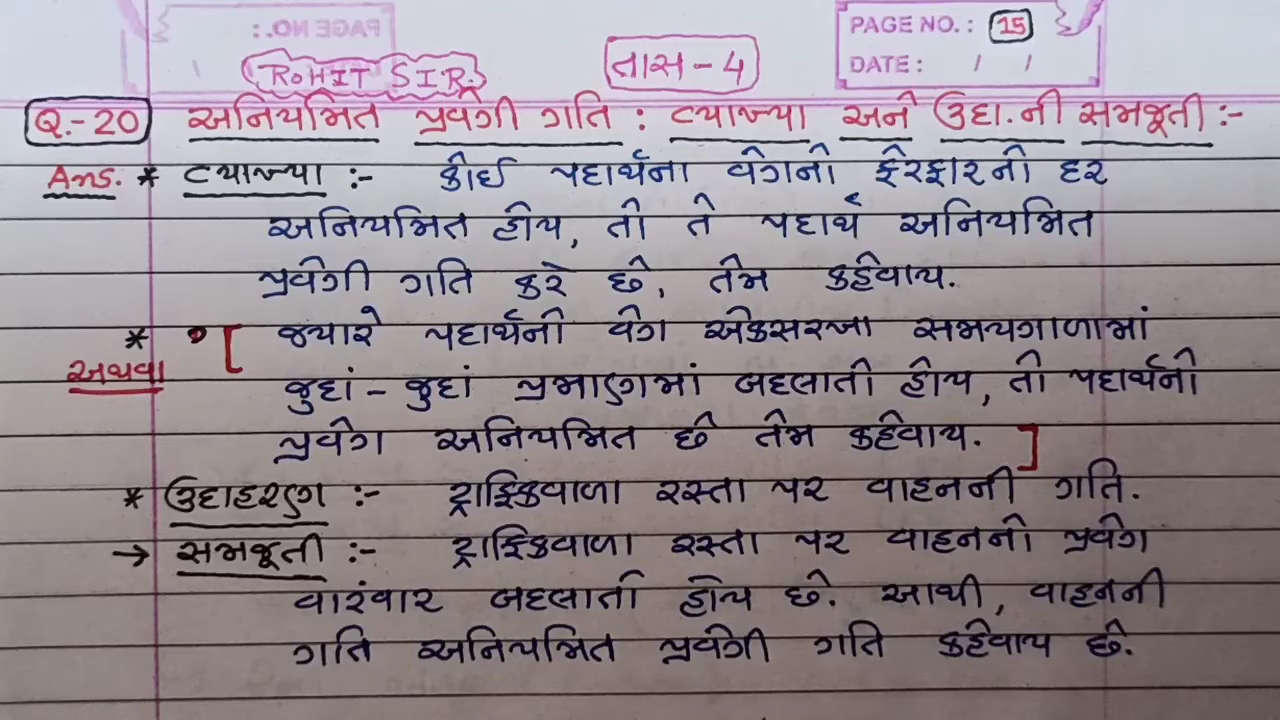 PAGE NO.:
PAGE NO.: 15
DATE: / /
ROHIT SIR.
તાસ-4
Q.-20 અનિયમિત પ્રવેગી ગતિ : વ્યાખ્યા અને ઉદા.ની સમજૂતી :-
Ans. * વ્યાખ્યા :- કોઈ પદાર્થના વેગનો ફેરફારનો દર
અનિયમિત હોય, તો તે પદાર્થ અનિયમિત
પ્રવેગી ગતિ કરે છે, તેમ કહેવાય.
* • [ જ્યારે પદાર્થનો વેગ એકસરખા સમયગાળામાં
અથવા જુદાં-જુદાં પ્રમાણમાં બદલાતો હોય, તો પદાર્થનો
પ્રવેગ અનિયમિત છે તેમ કહેવાય. ]
* ઉદાહરણ :- ટ્રાફિકવાળા રસ્તા પર વાહનની ગતિ.
→ સમજૂતી :- ટ્રાફિકવાળા રસ્તા પર વાહનનો પ્રવેગ
વારંવાર બદલાતો હોય છે. આથી, વાહનની
ગતિ અનિયમિત પ્રવેગી ગતિ કહેવાય છે.